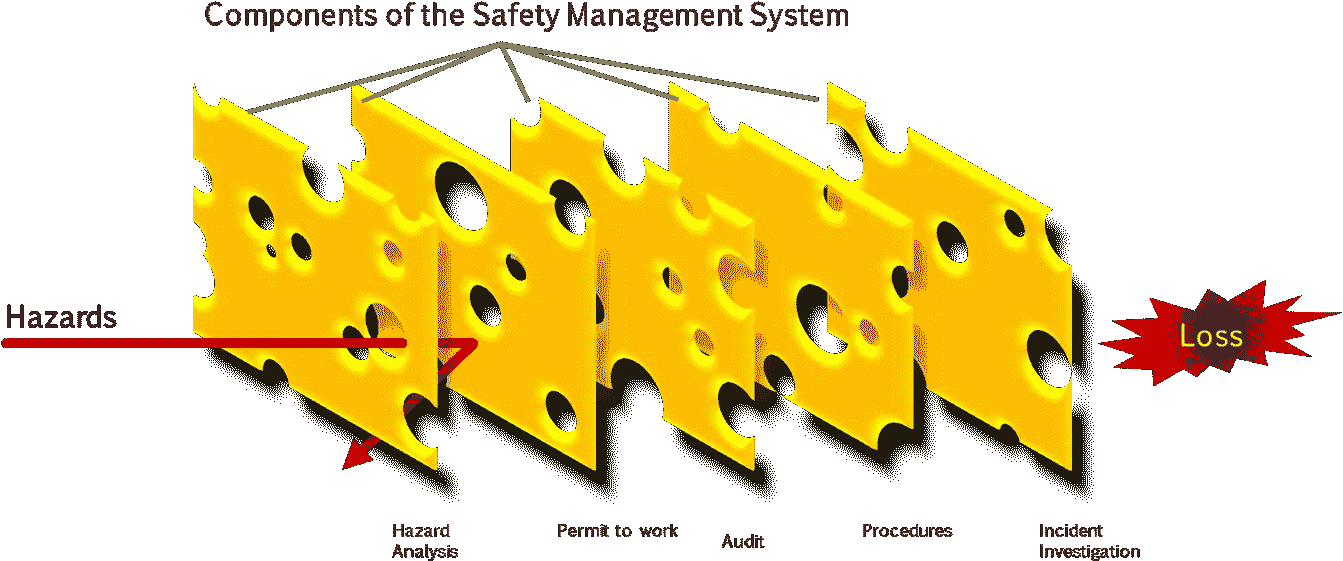 Components of the Safety Management System
Hazards
Loss
Hazard
Analysis
Permit to work
Audit
Procedures
Incident
Investigation